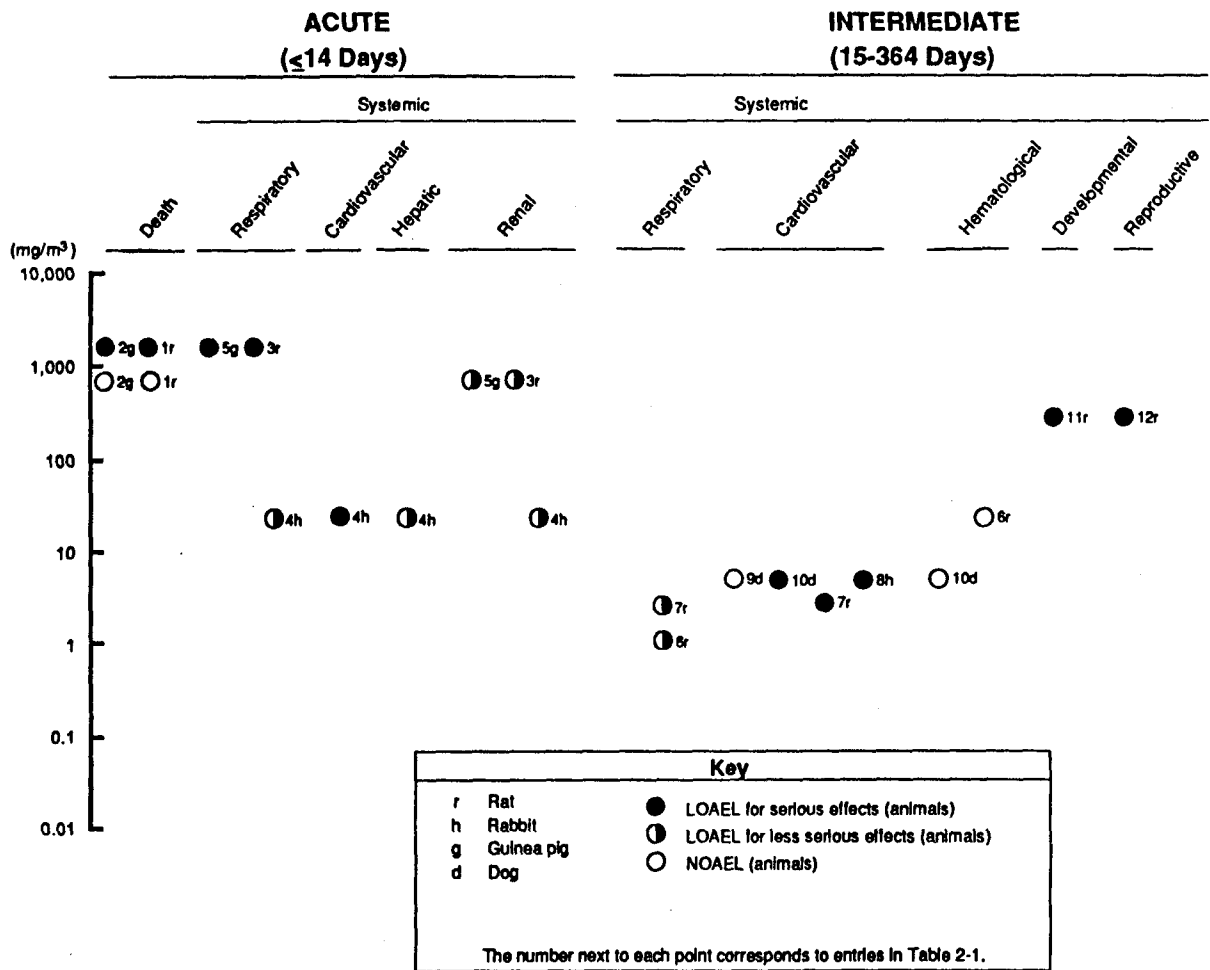 ACUTE
(≤14 Days)
INTERMEDIATE
(15-364 Days)
Systemic
Systemic
Death
Respiratory
Cardiovascular
Hepatic
Renal
Respiratory
Cardiovascular
Hematological
Developmental
Reproductive
(mg/m³)
10,000
2g 1r 5g 3r
1,000
2g 1r 5g 3r
11r 12r
100
4h 4h 4h 4h 6r
10
9d 10d 8h 10d
7r 7r
6r
1
0.1
0.01
Key
r Rat
h Rabbit
g Guinea pig
d Dog
LOAEL for serious effects (animals)
LOAEL for less serious effects (animals)
NOAEL (animals)
The number next to each point corresponds to entries in Table 2-1.